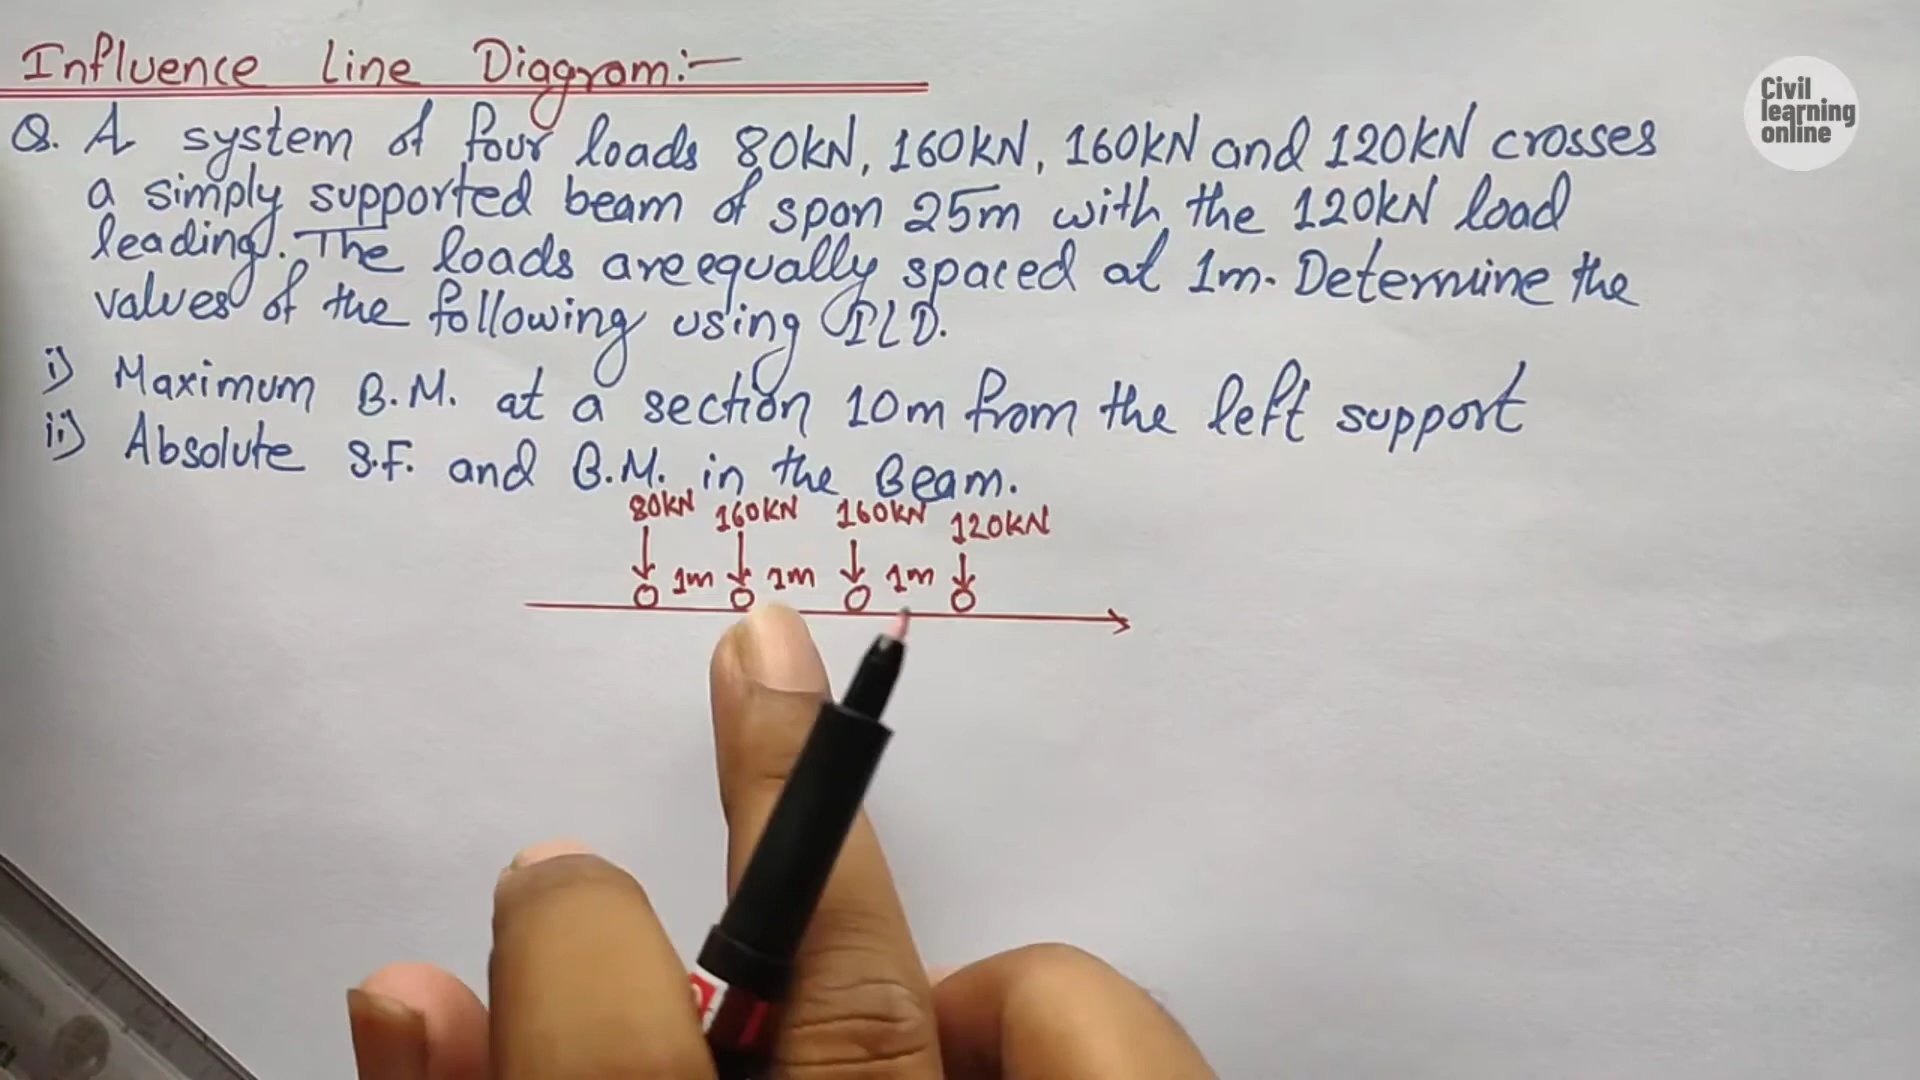 Influence Line Diagram:-
Civil
learning
online
Q. A system of four loads 80KN, 160KN, 160KN and 120KN crosses
a simply supported beam of span 25m with the 120KN load
leading. The loads are equally spaced at 1m. Determine the
values of the following using ILD.
i) Maximum B.M. at a section 10m from the left support
ii) Absolute S.F. and B.M. in the Beam.
80KN 160KN 160KN 120KN
1m 1m 1m